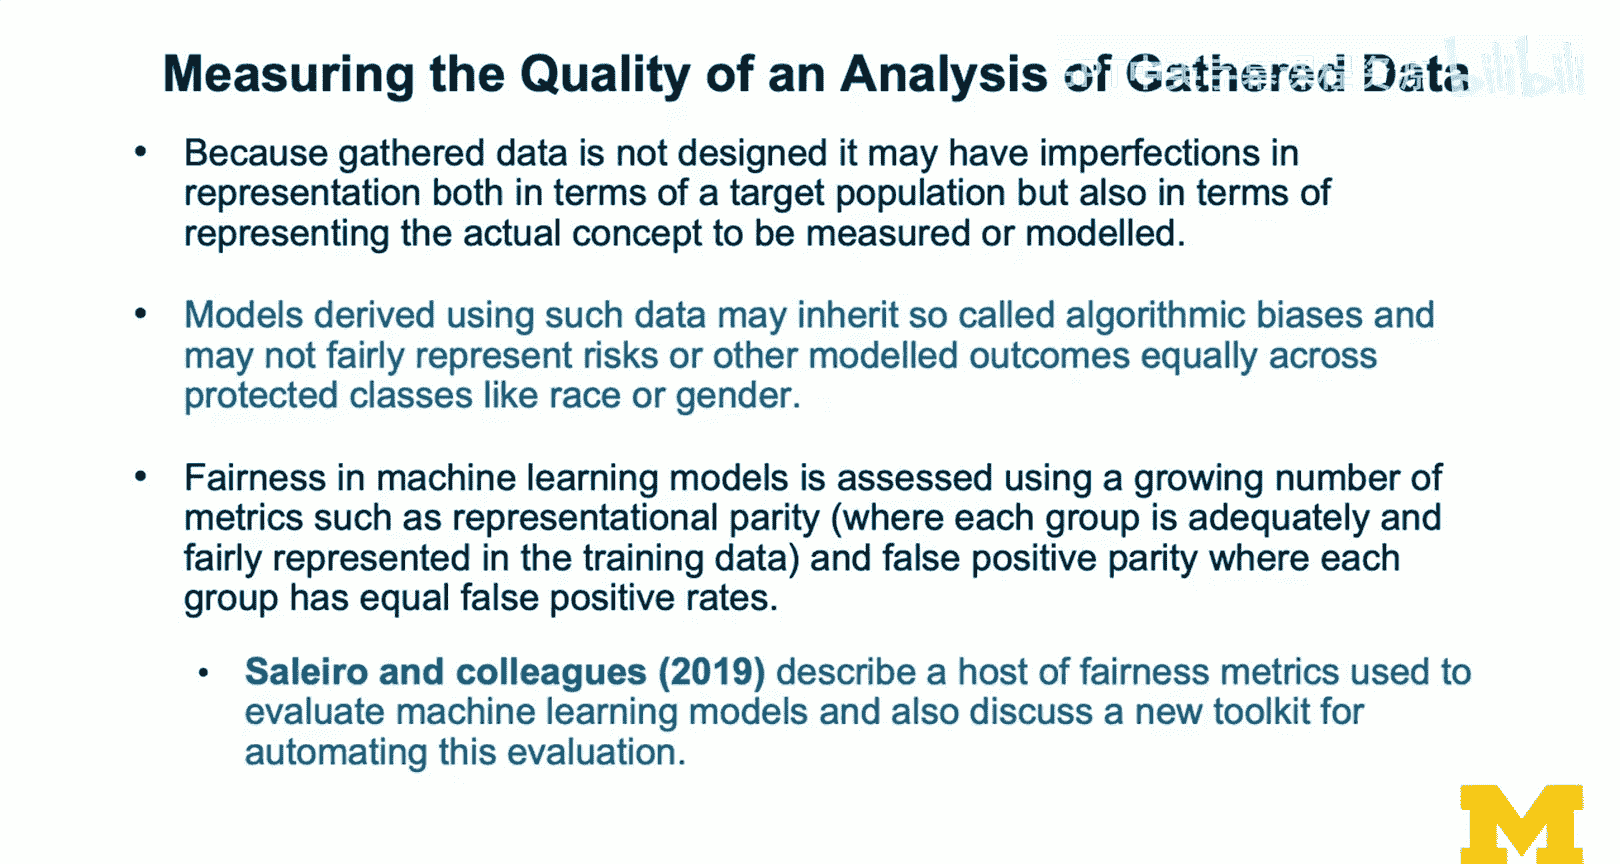 Measuring the Quality of an Analysis of Gathered Data
bilibili
• Because gathered data is not designed it may have imperfections in
representation both in terms of a target population but also in terms of
representing the actual concept to be measured or modelled.
• Models derived using such data may inherit so called algorithmic biases and
may not fairly represent risks or other modelled outcomes equally across
protected classes like race or gender.
• Fairness in machine learning models is assessed using a growing number of
metrics such as representational parity (where each group is adequately and
fairly represented in the training data) and false positive parity where each
group has equal false positive rates.
• Saleiro and colleagues (2019) describe a host of fairness metrics used to
evaluate machine learning models and also discuss a new toolkit for
automating this evaluation.
M